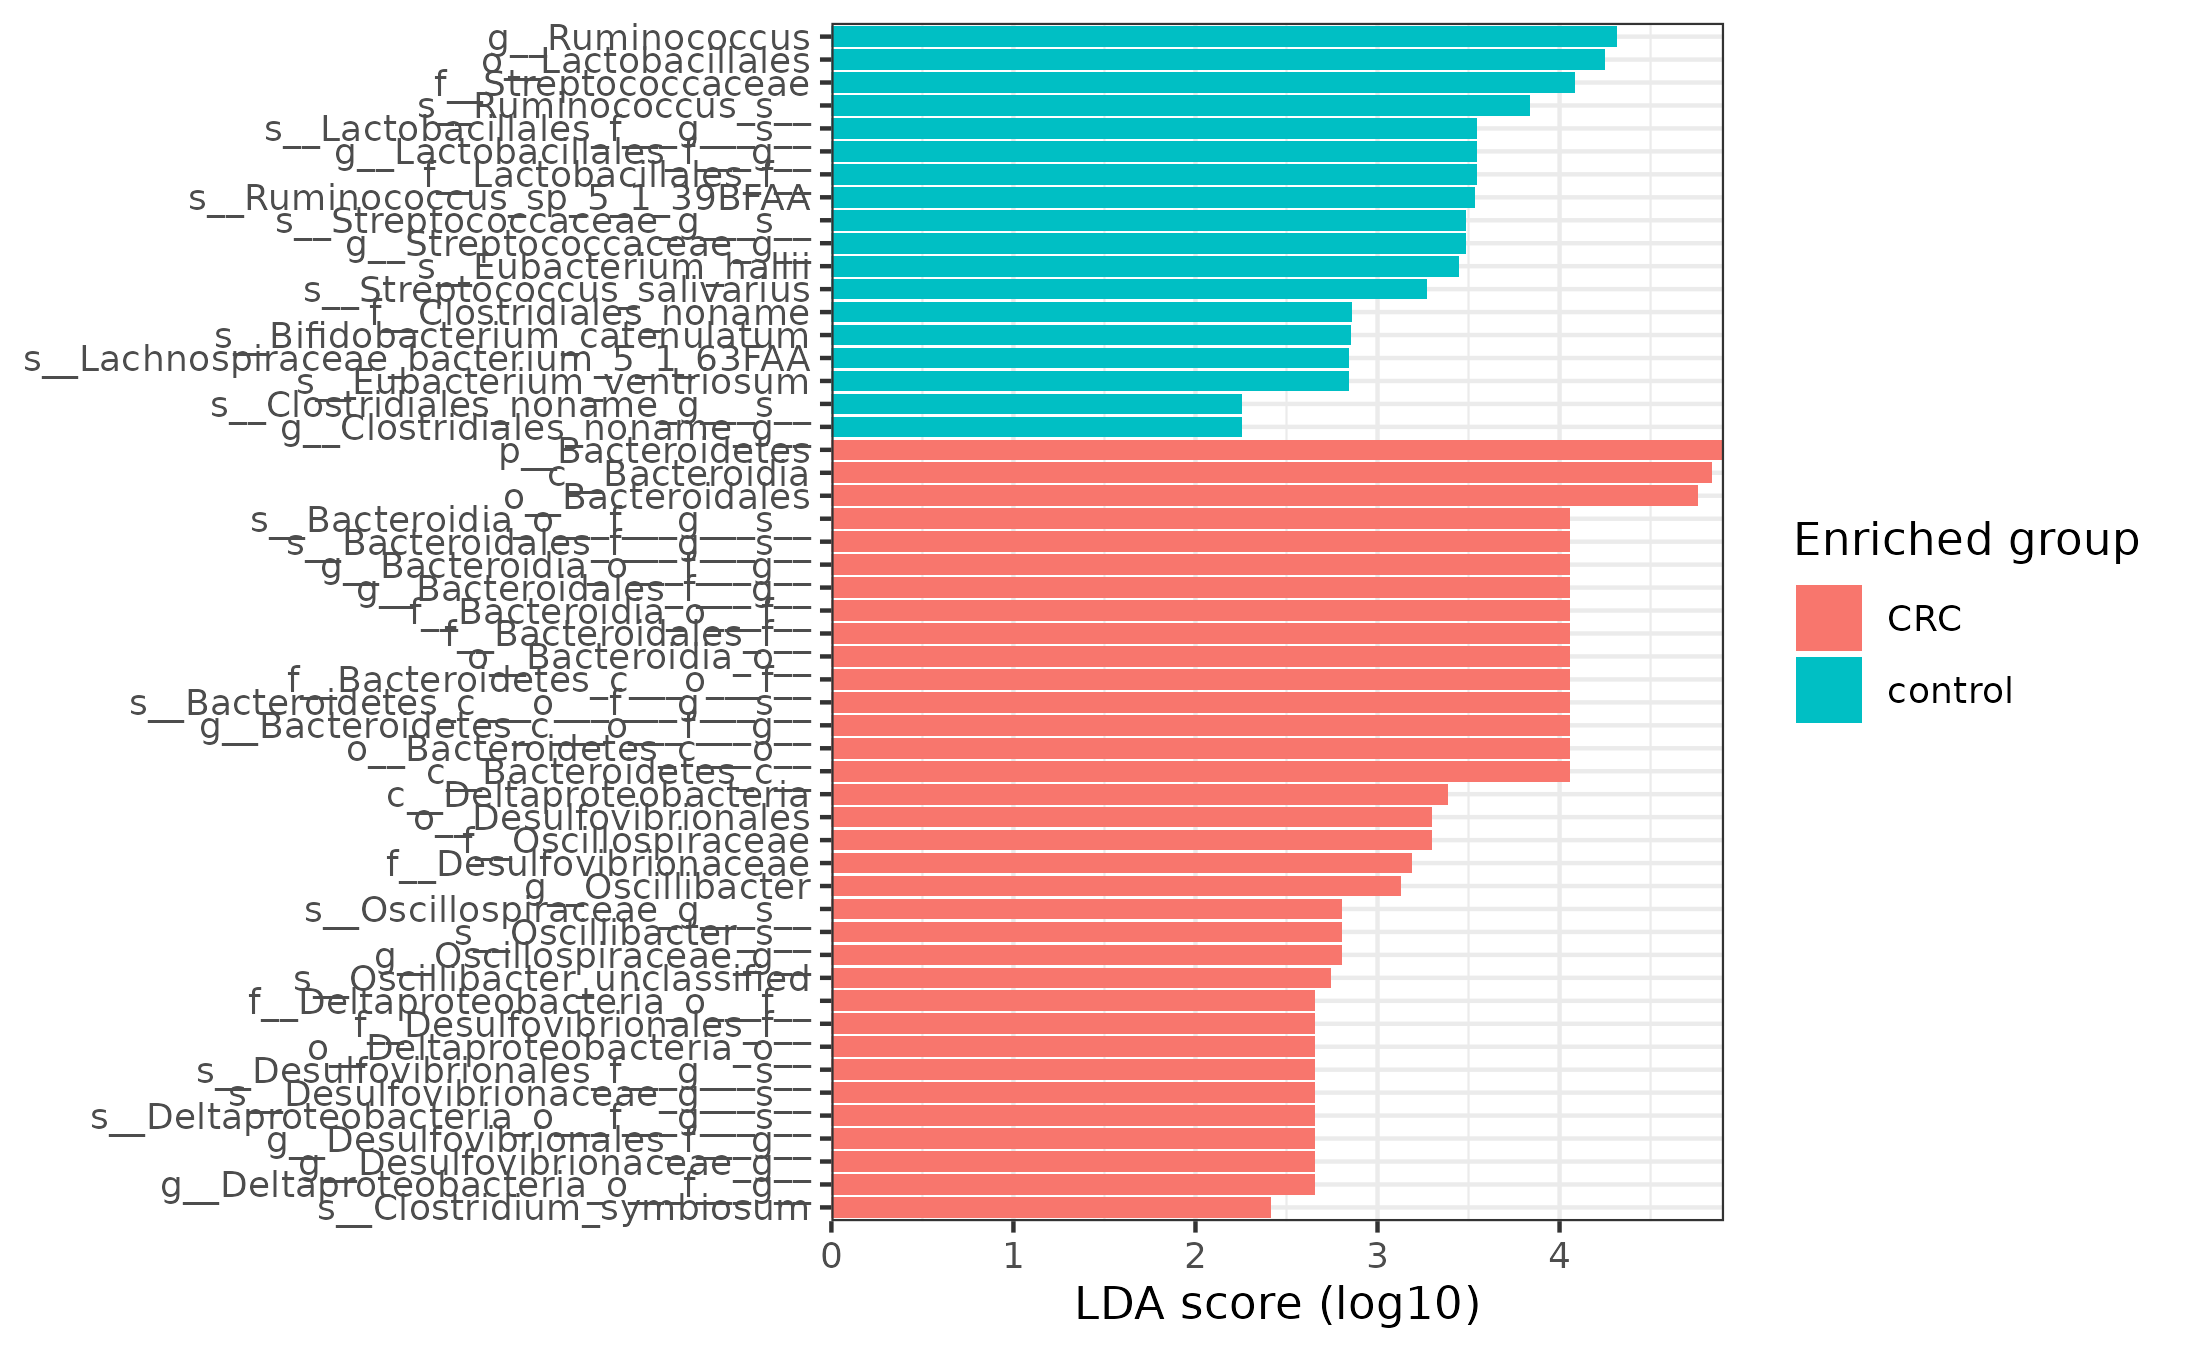 g__Ruminococcus
o__Lactobacillales
f__Streptococcaceae
s__Ruminococcus_s__
s__Lactobacillales_f__g__s__
g__Lactobacillales_f__g__
f__Lactobacillales_f__
s__Ruminococcus_sp_5_1_39BFAA
s__Streptococcaceae_g__s__
g__Streptococcaceae_g__
s__Eubacterium_hallii
s__Streptococcus_salivarius
f__Clostridiales_noname
s__Bifidobacterium_catenulatum
s__Lachnospiraceae_bacterium_5_1_63FAA
s__Eubacterium_ventriosum
s__Clostridiales_noname_g__s__
g__Clostridiales_noname_g__
p__Bacteroidetes
c__Bacteroidia
o__Bacteroidales
s__Bacteroidia_o__f__g__s__
s__Bacteroidales_f__g__s__
g__Bacteroidia_o__f__g__
g__Bacteroidales_f__g__
f__Bacteroidia_o__f__
f__Bacteroidales_f__
o__Bacteroidia_o__
f__Bacteroidetes_c__o__f__
s__Bacteroidetes_c__o__f__g__s__
g__Bacteroidetes_c__o__f__g__
o__Bacteroidetes_c__o__
c__Bacteroidetes_c__
c__Deltaproteobacteria
o__Desulfovibrionales
f__Oscillospiraceae
f__Desulfovibrionaceae
g__Oscillibacter
s__Oscillospiraceae_g__s__
s__Oscillibacter_s__
g__Oscillospiraceae_g__
s__Oscillibacter_unclassified
f__Deltaproteobacteria_o__f__
f__Desulfovibrionales_f__
o__Deltaproteobacteria_o__
s__Desulfovibrionales_f__g__s__
s__Desulfovibrionaceae_g__s__
s__Deltaproteobacteria_o__f__g__s__
g__Desulfovibrionales_f__g__
g__Desulfovibrionaceae_g__
g__Deltaproteobacteria_o__f__g__
s__Clostridium_symbiosum
0 1 2 3 4
LDA score (log10)
Enriched group
CRC
control